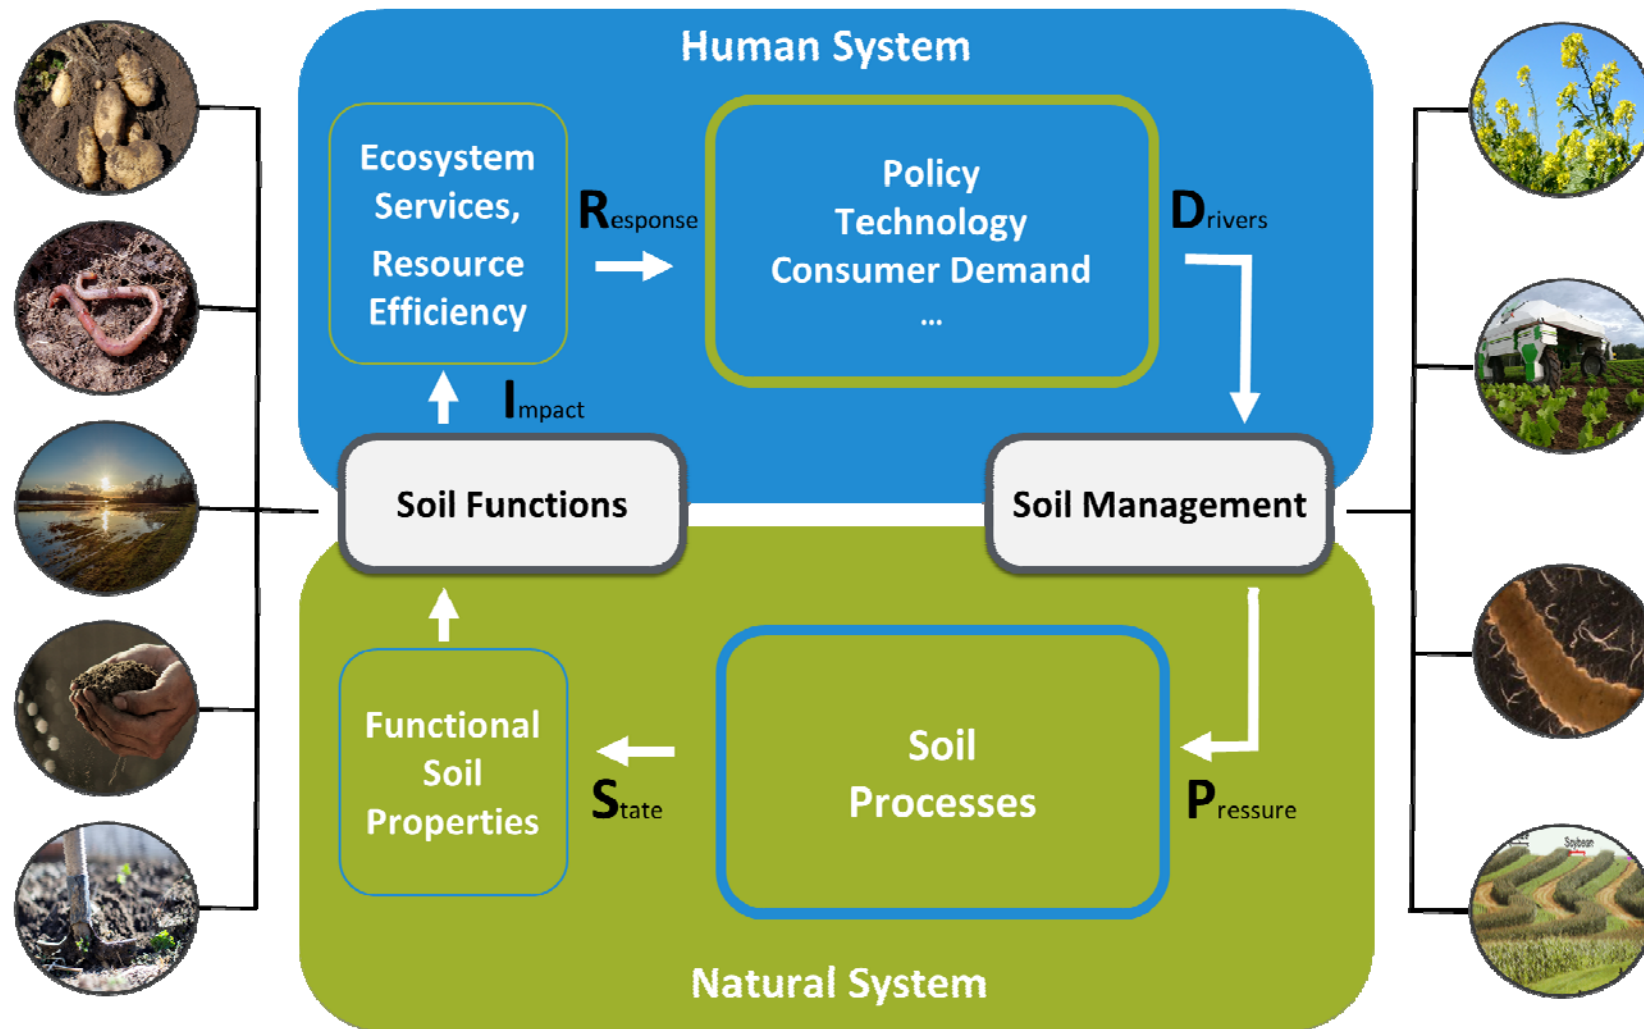 Human System
Ecosystem
Services,
Resource
Efficiency
Response
Policy
Technology
Consumer Demand
...
Drivers
Impact
Soil Functions
Soil Management
Functional
Soil
Properties
State
Soil
Processes
Pressure
Natural System
Soybean